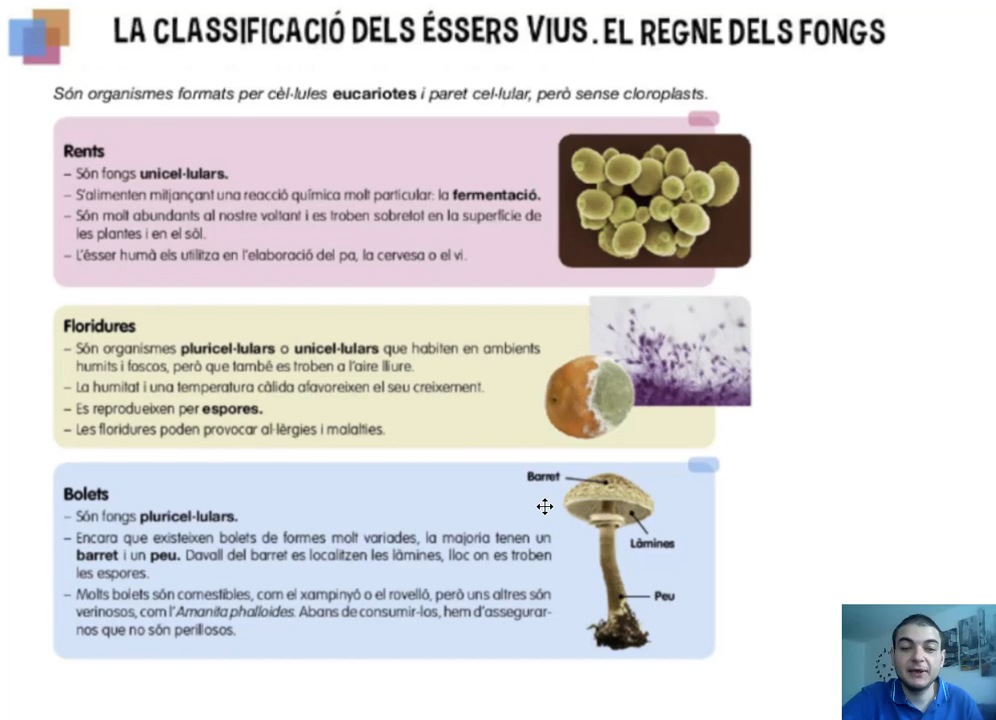 LA CLASSIFICACIÓ DELS ÉSSERS VIUS. EL REGNE DELS FONGS
Són organismes formats per cèl·lules eucariotes i paret cel·lular, però sense cloroplasts.
Rents
– Són fongs unicel·lulars.
– S'alimenten mitjançant una reacció química molt particular: la fermentació.
– Són molt abundants al nostre voltant i es troben sobretot en la superfície de
les plantes i en el sòl.
– L'ésser humà els utilitza en l'elaboració del pa, la cervesa o el vi.
Floridures
– Són organismes pluricel·lulars o unicel·lulars que habiten en ambients
humits i foscos, però que també es troben a l'aire lliure.
– La humitat i una temperatura càlida afavoreixen el seu creixement.
– Es reprodueixen per espores.
– Les floridures poden provocar al·lèrgies i malalties.
Bolets
– Són fongs pluricel·lulars.
– Encara que existeixen bolets de formes molt variades, la majoria tenen un
barret i un peu. Davall del barret es localitzen les làmines, lloc on es troben
les espores.
– Molts bolets són comestibles, com el xampinyó o el rovelló, però uns altres són
verinosos, com l'Amanita phalloides. Abans de consumir-los, hem d'assegurar-
nos que no són perillosos.
Barret
Làmines
Peu